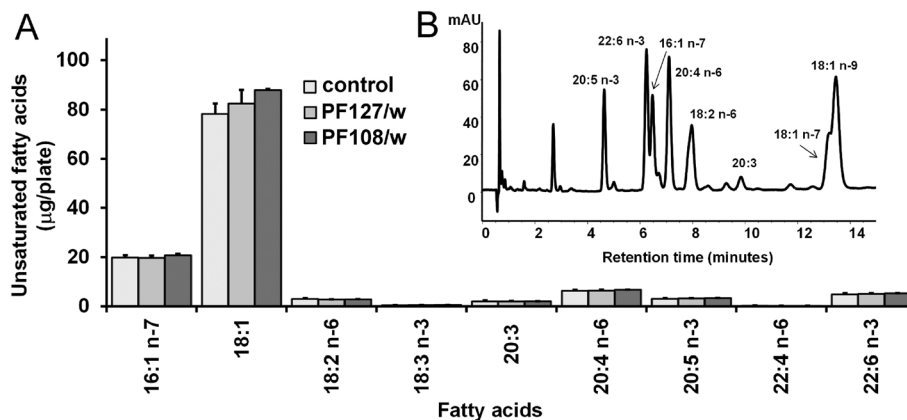 A
Unsaturated fatty acids
(µg/plate)
100
80
60
40
20
0
control
PF127/w
PF108/w
16:1 n-7
18:1
18:2 n-6
18:3 n-3
20:3
20:4 n-6
20:5 n-3
22:4 n-6
22:6 n-3
Fatty acids
B
mAU
80
60
40
20
0
20:5 n-3
22:6 n-3
16:1 n-7
20:4 n-6
18:2 n-6
20:3
18:1 n-7
18:1 n-9
0 2 4 6 8 10 12 14
Retention time (minutes)